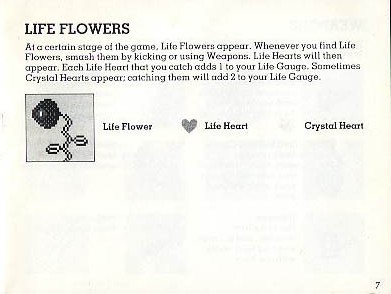 LIFE FLOWERS
At a certain stage of the game, Life Flowers appear. Whenever you find Life
Flowers, smash them by kicking or using Weapons. Life Hearts will then
appear. Each Life Heart that you catch adds 1 to your Life Gauge. Sometimes
Crystal Hearts appear; catching them will add 2 to your Life Gauge.
Life Flower Life Heart Crystal Heart
7